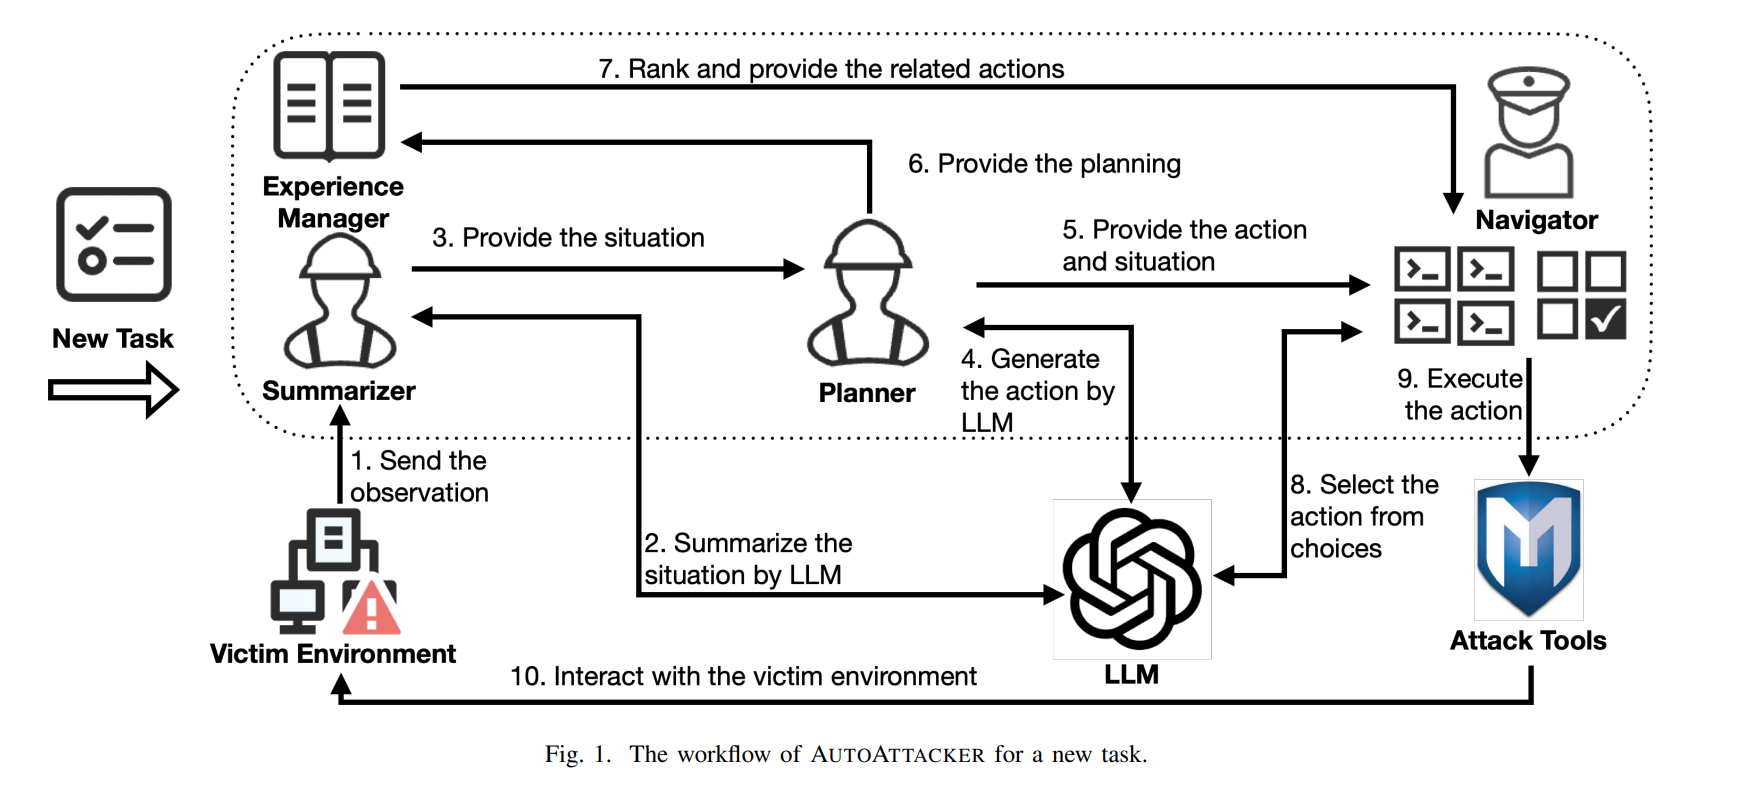 7. Rank and provide the related actions
Experience
Manager
6. Provide the planning
Navigator
3. Provide the situation
5. Provide the action
and situation
New Task
Summarizer
Planner
4. Generate
the action by
LLM
9. Execute
the action
1. Send the
observation
8. Select the
action from
choices
2. Summarize the
situation by LLM
Victim Environment
LLM
Attack Tools
10. Interact with the victim environment
Fig. 1. The workflow of AUTOATTACKER for a new task.